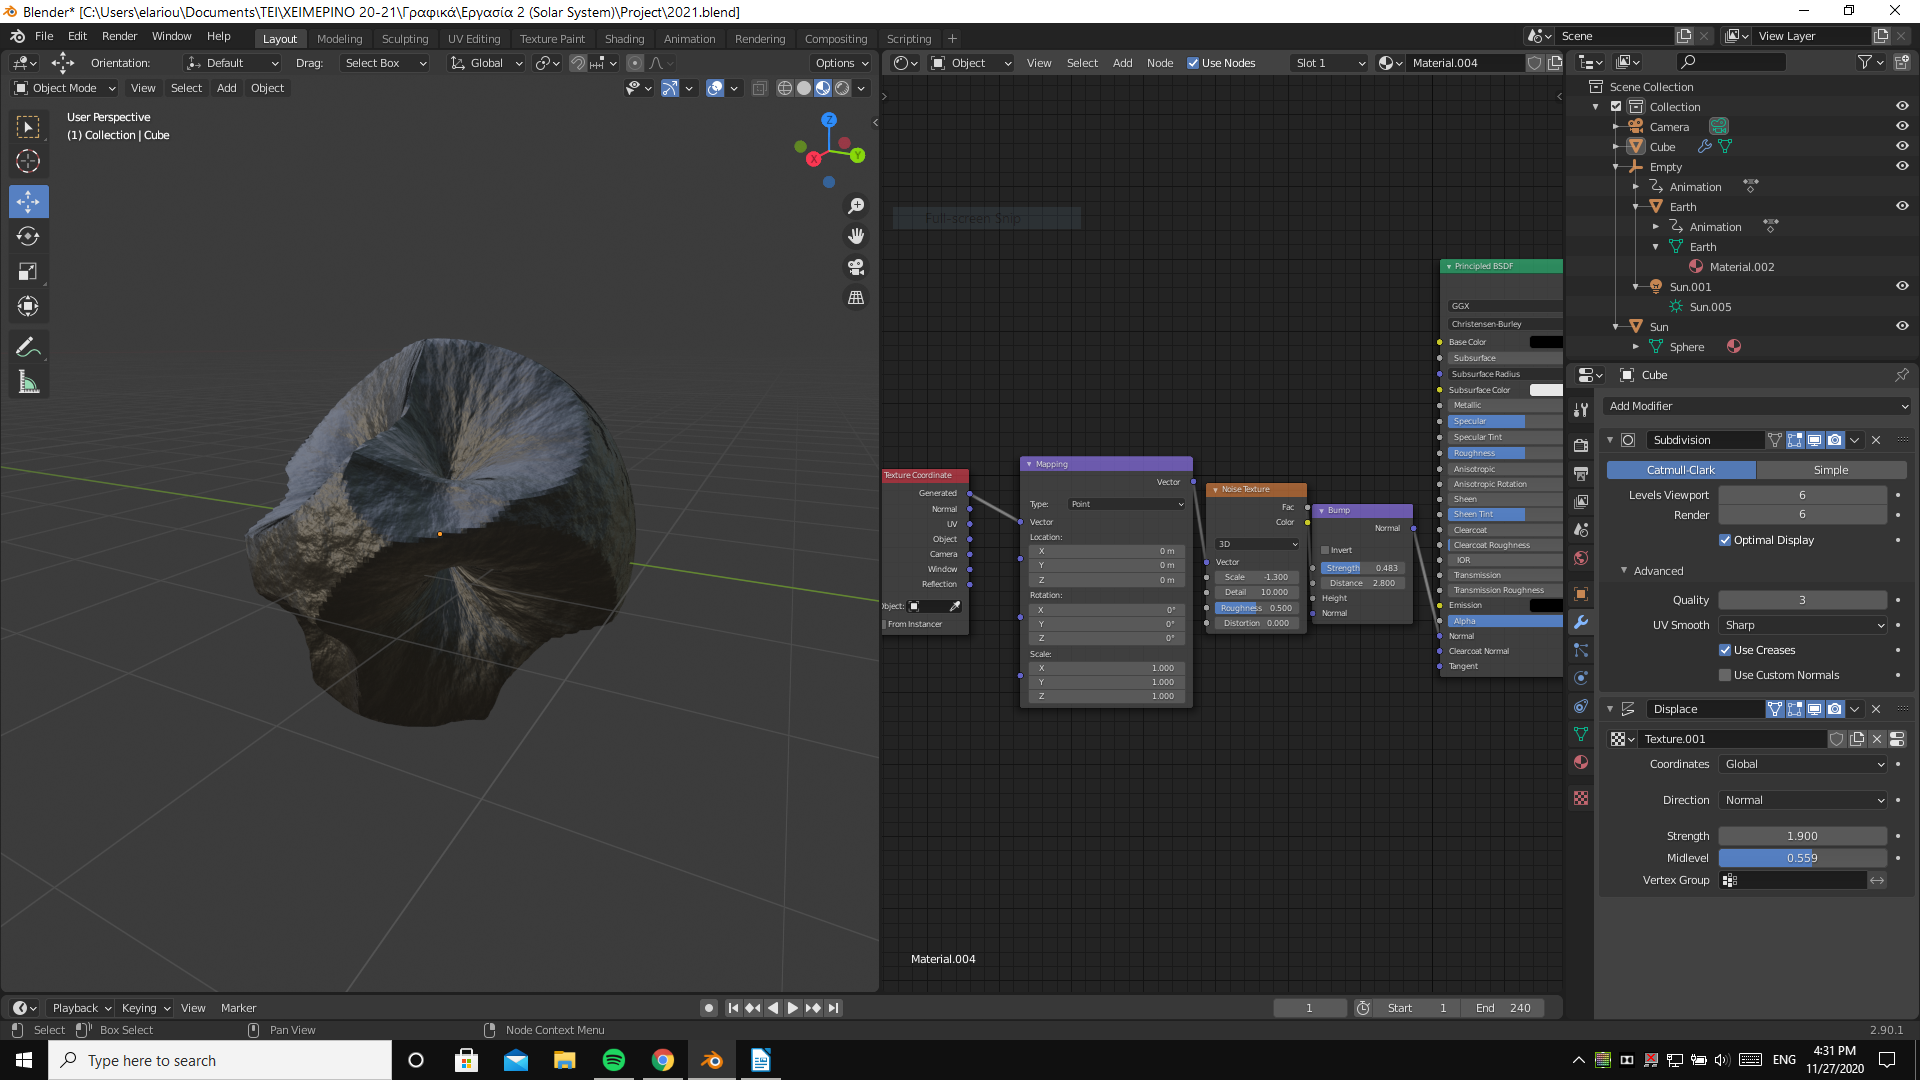 Blender* [C:\Users\elariou\Documents\TEI\ΧΕΙΜΕΡΙΝΟ 20-21\Γραφικά\Εργασία 2 (Solar System)\Project\2021.blend]
File Edit Render Window Help Layout Modeling Sculpting UV Editing Texture Paint Shading Animation Rendering Compositing Scripting + Scene View Layer
Orientation: Default Drag: Select Box Global Options
Object View Select Add Node Use Nodes Slot 1 Material.004
Object Mode View Select Add Object
User Perspective
(1) Collection | Cube
Z
Y
X
Full-screen Snip
Texture Coordinate
Generated
Normal
UV
Object
Camera
Window
Reflection
bject:
From Instancer
Mapping
Vector
Type: Point
Vector
Location:
X 0 m
Y 0 m
Z 0 m
Rotation:
X 0°
Y 0°
Z 0°
Scale:
X 1.000
Y 1.000
Z 1.000
Noise Texture
Fac
Color
3D
Vector
Scale -1.300
Detail 10.000
Roughness 0.500
Distortion 0.000
Bump
Normal
Invert
Strength 0.483
Distance 2.800
Height
Normal
Principled BSDF
GGX
Christensen-Burley
Base Color
Subsurface
Subsurface Radius
Subsurface Color
Metallic
Specular
Specular Tint
Roughness
Anisotropic
Anisotropic Rotation
Sheen
Sheen Tint
Clearcoat
Clearcoat Roughness
IOR
Transmission
Transmission Roughness
Emission
Alpha
Normal
Clearcoat Normal
Tangent
Material.004
Scene Collection
Collection
Camera
Cube
Empty
Animation
Earth
Animation
Earth
Material.002
Sun.001
Sun.005
Sun
Sphere
Cube
Add Modifier
Subdivision
Catmull-Clark Simple
Levels Viewport 6
Render 6
Optimal Display
Advanced
Quality 3
UV Smooth Sharp
Use Creases
Use Custom Normals
Displace
Texture.001
Coordinates Global
Direction Normal
Strength 1.900
Midlevel 0.559
Vertex Group
Playback Keying View Marker 1 Start 1 End 240
Select Box Select Pan View Node Context Menu 2.90.1
Type here to search ENG 4:31 PM
11/27/2020